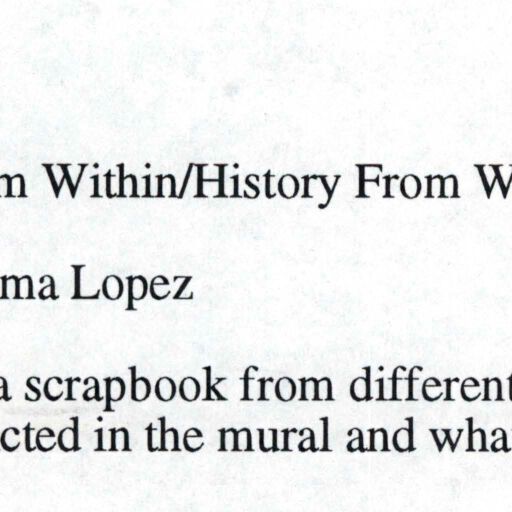 m Within/History From W
ma Lopez
a scrapbook from different
cted in the mural and wha